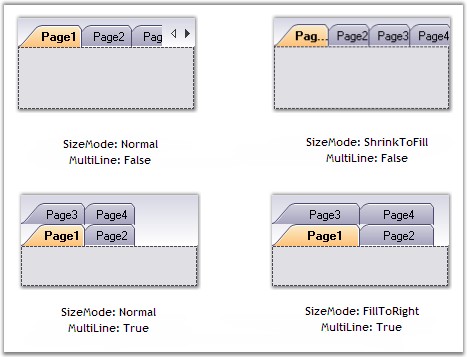 Page1 Page2 Pag
Pag... Page2 Page3 Page4
SizeMode: Normal
MultiLine: False
SizeMode: ShrinkToFill
MultiLine: False
Page3 Page4
Page1 Page2
Page3 Page4
Page1 Page2
SizeMode: Normal
MultiLine: True
SizeMode: FillToRight
MultiLine: True